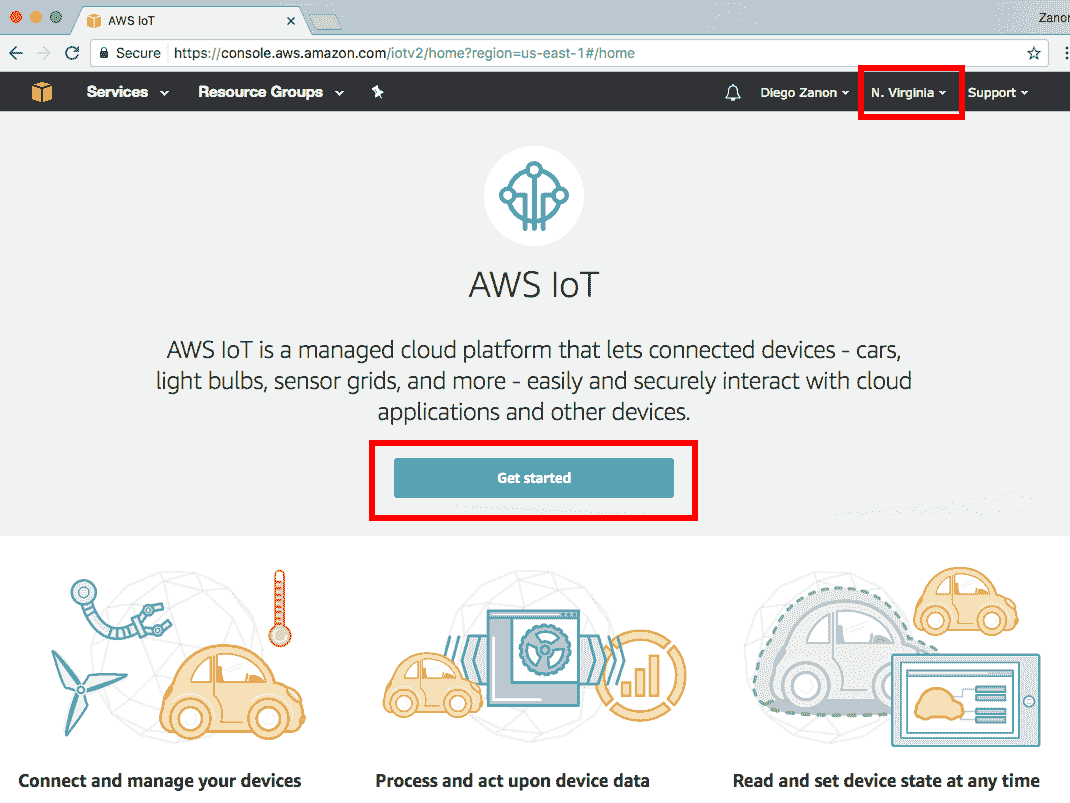 AWS IoT
Zanon
Secure https://console.aws.amazon.com/iotv2/home?region=us-east-1#/home
Services Resource Groups Diego Zanon N. Virginia Support
AWS IoT
AWS IoT is a managed cloud platform that lets connected devices - cars,
light bulbs, sensor grids, and more - easily and securely interact with cloud
applications and other devices.
Get started
Connect and manage your devices
Process and act upon device data
Read and set device state at any time